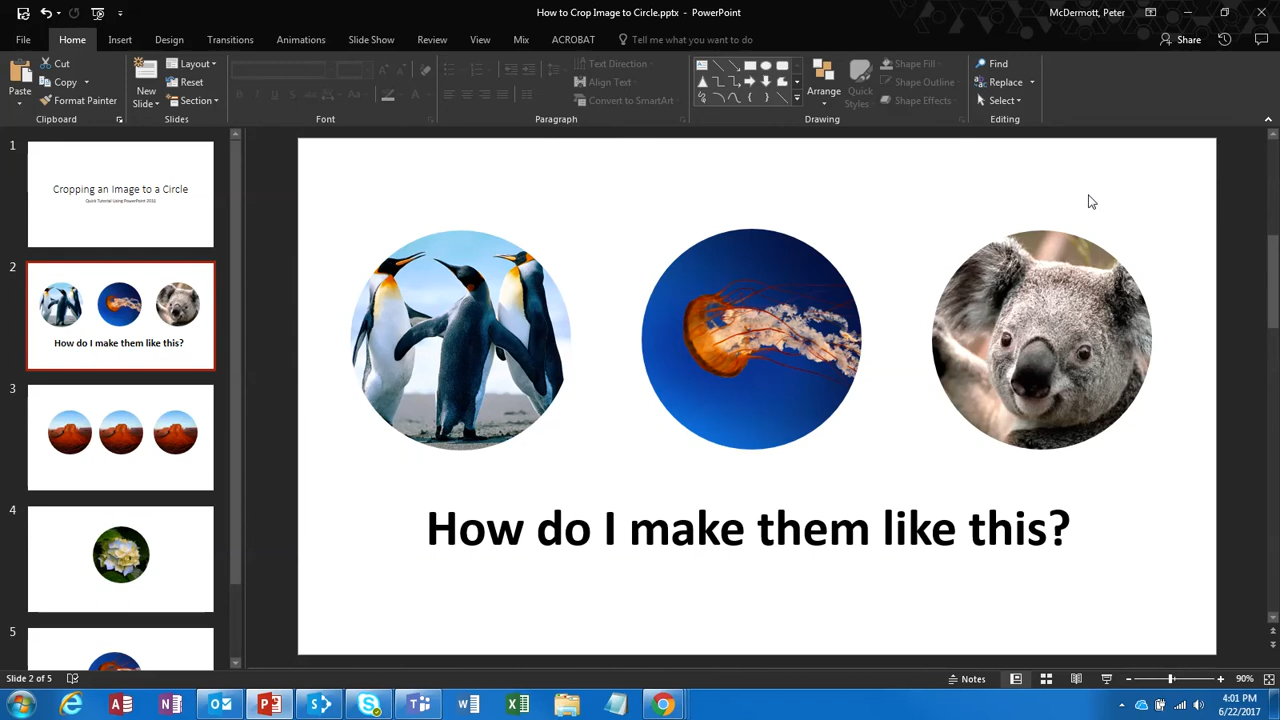 How to Crop Image to Circle.pptx - PowerPoint
McDermott, Peter
File Home Insert Design Transitions Animations Slide Show Review View Mix ACROBAT Tell me what you want to do
Share
Paste
Cut
Copy
Format Painter
Clipboard
New
Slide
Layout
Reset
Section
Slides
B I U S
Font
Text Direction
Align Text
Convert to SmartArt
Paragraph
Arrange
Quick
Styles
Shape Fill
Shape Outline
Shape Effects
Drawing
Find
Replace
Select
Editing
1
Cropping an Image to a Circle
Quick Tutorial Using PowerPoint 2016
2
How do I make them like this?
3
4
5
How do I make them like this?
Slide 2 of 5
Notes
90%
4:01 PM
6/22/2017